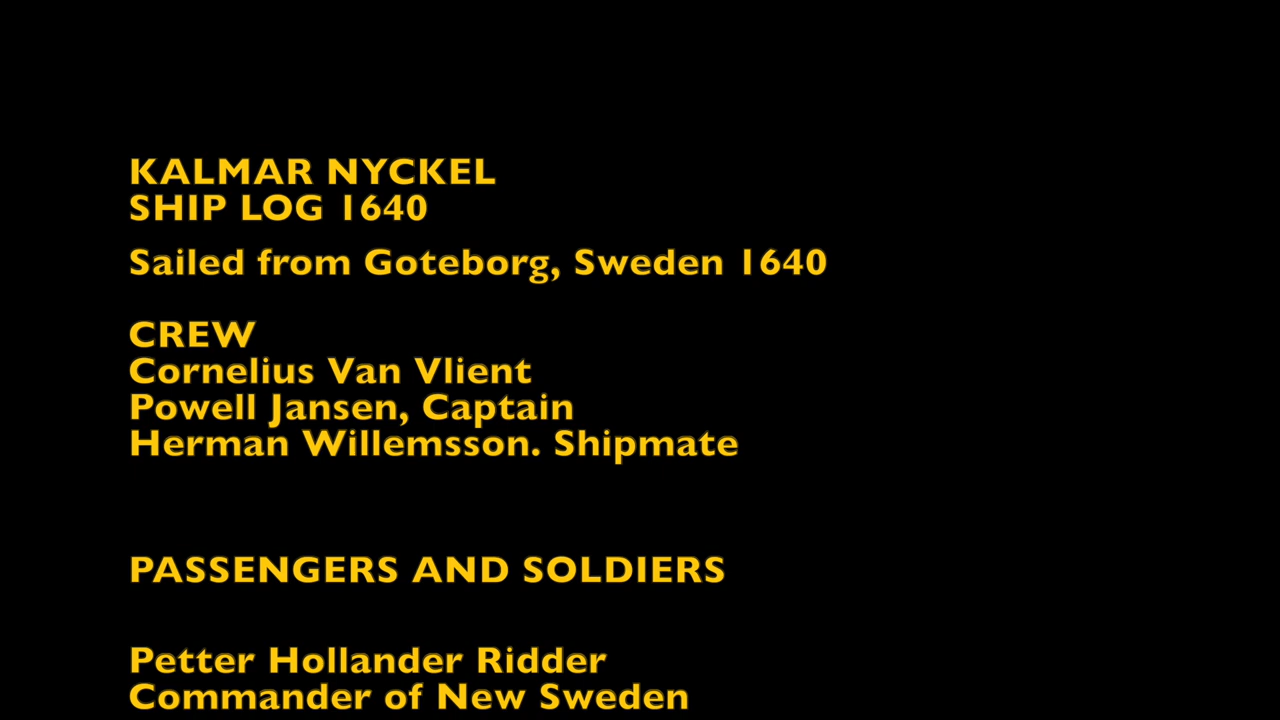 KALMAR NYCKEL
SHIP LOG 1640
Sailed from Goteborg, Sweden 1640
CREW
Cornelius Van Vlient
Powell Jansen, Captain
Herman Willemsson. Shipmate
PASSENGERS AND SOLDIERS
Petter Hollander Ridder
Commander of New Sweden